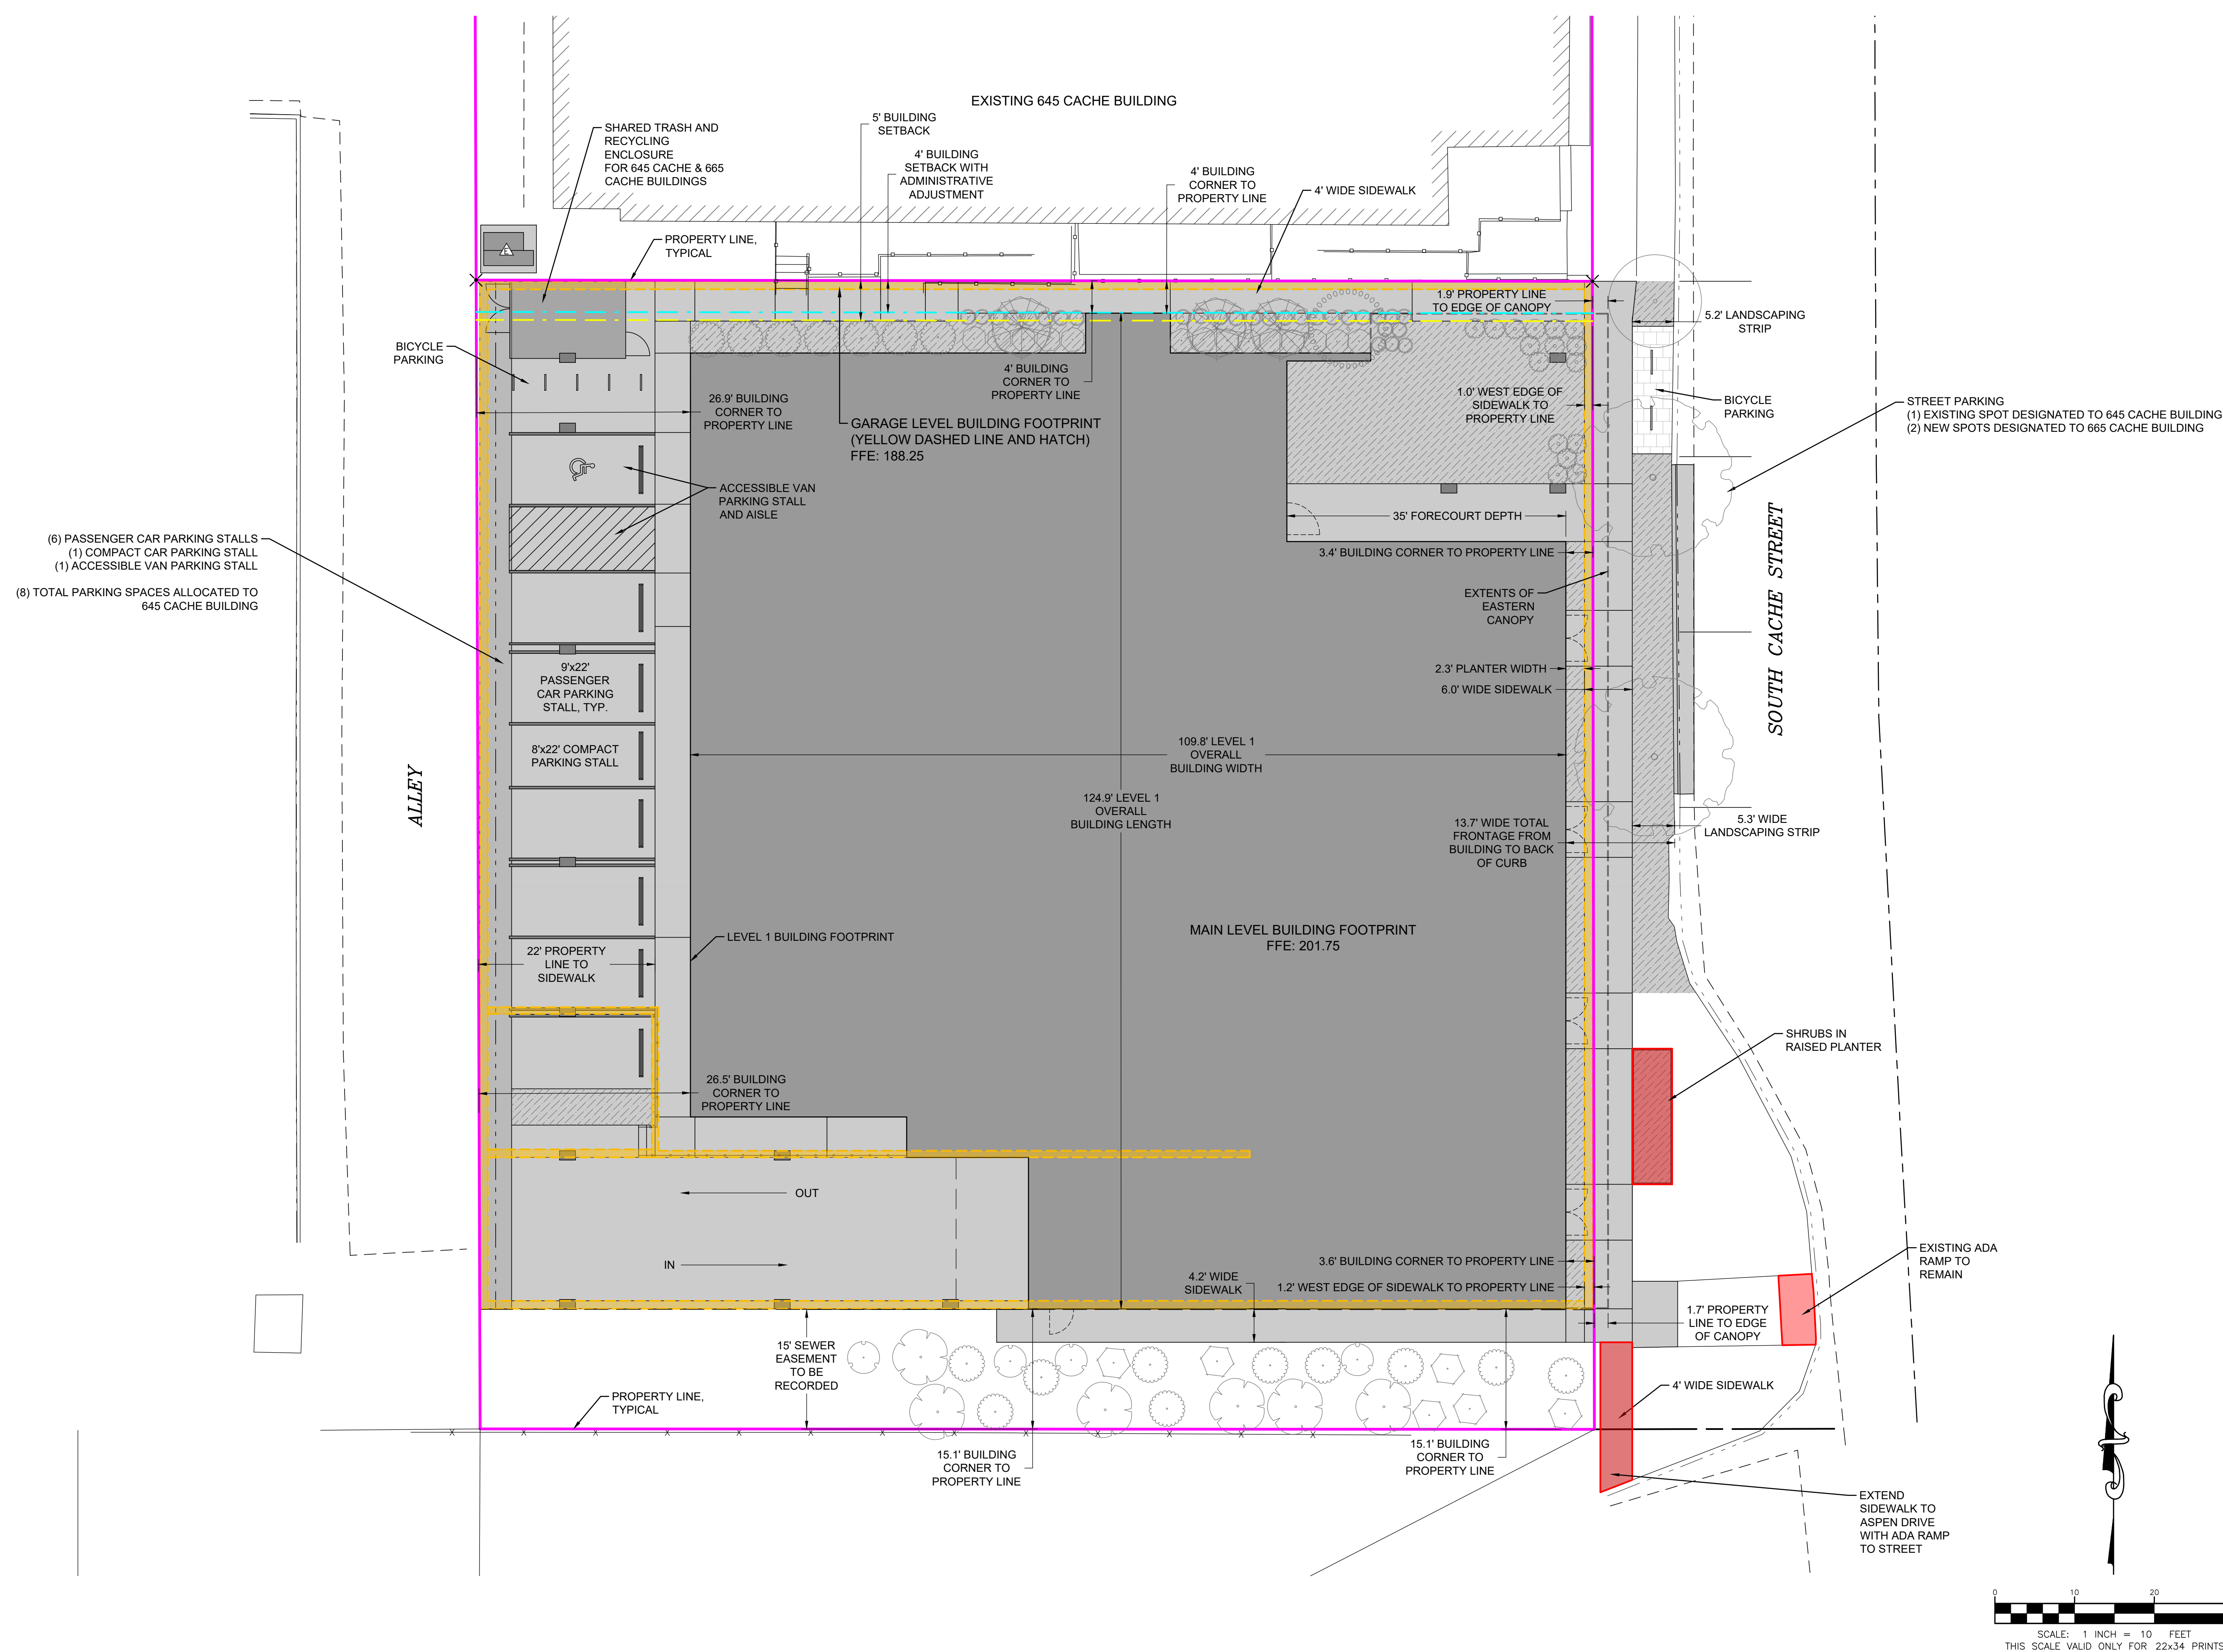 EXISTING 645 CACHE BUILDING
SHARED TRASH AND
RECYCLING
ENCLOSURE
FOR 645 CACHE & 665
CACHE BUILDINGS
5' BUILDING
SETBACK
4' BUILDING
SETBACK WITH
ADMINISTRATIVE
ADJUSTMENT
4' BUILDING
CORNER TO
PROPERTY LINE
4' WIDE SIDEWALK
PROPERTY LINE,
TYPICAL
E
1.9' PROPERTY LINE
TO EDGE OF CANOPY
5.2' LANDSCAPING
STRIP
BICYCLE
PARKING
26.9' BUILDING
CORNER TO
PROPERTY LINE
4' BUILDING
CORNER TO
PROPERTY LINE
GARAGE LEVEL BUILDING FOOTPRINT
(YELLOW DASHED LINE AND HATCH)
FFE: 188.25
1.0' WEST EDGE OF
SIDEWALK TO
PROPERTY LINE
BICYCLE
PARKING
STREET PARKING
(1) EXISTING SPOT DESIGNATED TO 645 CACHE BUILDING
(2) NEW SPOTS DESIGNATED TO 665 CACHE BUILDING
ACCESSIBLE VAN
PARKING STALL
AND AISLE
35' FORECOURT DEPTH
3.4' BUILDING CORNER TO PROPERTY LINE
(6) PASSENGER CAR PARKING STALLS
(1) COMPACT CAR PARKING STALL
(1) ACCESSIBLE VAN PARKING STALL
(8) TOTAL PARKING SPACES ALLOCATED TO
645 CACHE BUILDING
EXTENTS OF
EASTERN
CANOPY
SOUTH CACHE STREET
9'x22'
PASSENGER
CAR PARKING
STALL, TYP.
2.3' PLANTER WIDTH
6.0' WIDE SIDEWALK
8'x22' COMPACT
PARKING STALL
109.8' LEVEL 1
OVERALL
BUILDING WIDTH
ALLEY
124.9' LEVEL 1
OVERALL
BUILDING LENGTH
13.7' WIDE TOTAL
FRONTAGE FROM
BUILDING TO BACK
OF CURB
5.3' WIDE
LANDSCAPING STRIP
LEVEL 1 BUILDING FOOTPRINT
MAIN LEVEL BUILDING FOOTPRINT
FFE: 201.75
22' PROPERTY
LINE TO
SIDEWALK
SHRUBS IN
RAISED PLANTER
26.5' BUILDING
CORNER TO
PROPERTY LINE
OUT
IN
3.6' BUILDING CORNER TO PROPERTY LINE
4.2' WIDE
SIDEWALK
1.2' WEST EDGE OF SIDEWALK TO PROPERTY LINE
EXISTING ADA
RAMP TO
REMAIN
1.7' PROPERTY
LINE TO EDGE
OF CANOPY
15' SEWER
EASEMENT
TO BE
RECORDED
PROPERTY LINE,
TYPICAL
4' WIDE SIDEWALK
15.1' BUILDING
CORNER TO
PROPERTY LINE
15.1' BUILDING
CORNER TO
PROPERTY LINE
EXTEND
SIDEWALK TO
ASPEN DRIVE
WITH ADA RAMP
TO STREET
0 10 20
SCALE: 1 INCH = 10 FEET
THIS SCALE VALID ONLY FOR 22x34 PRINTS